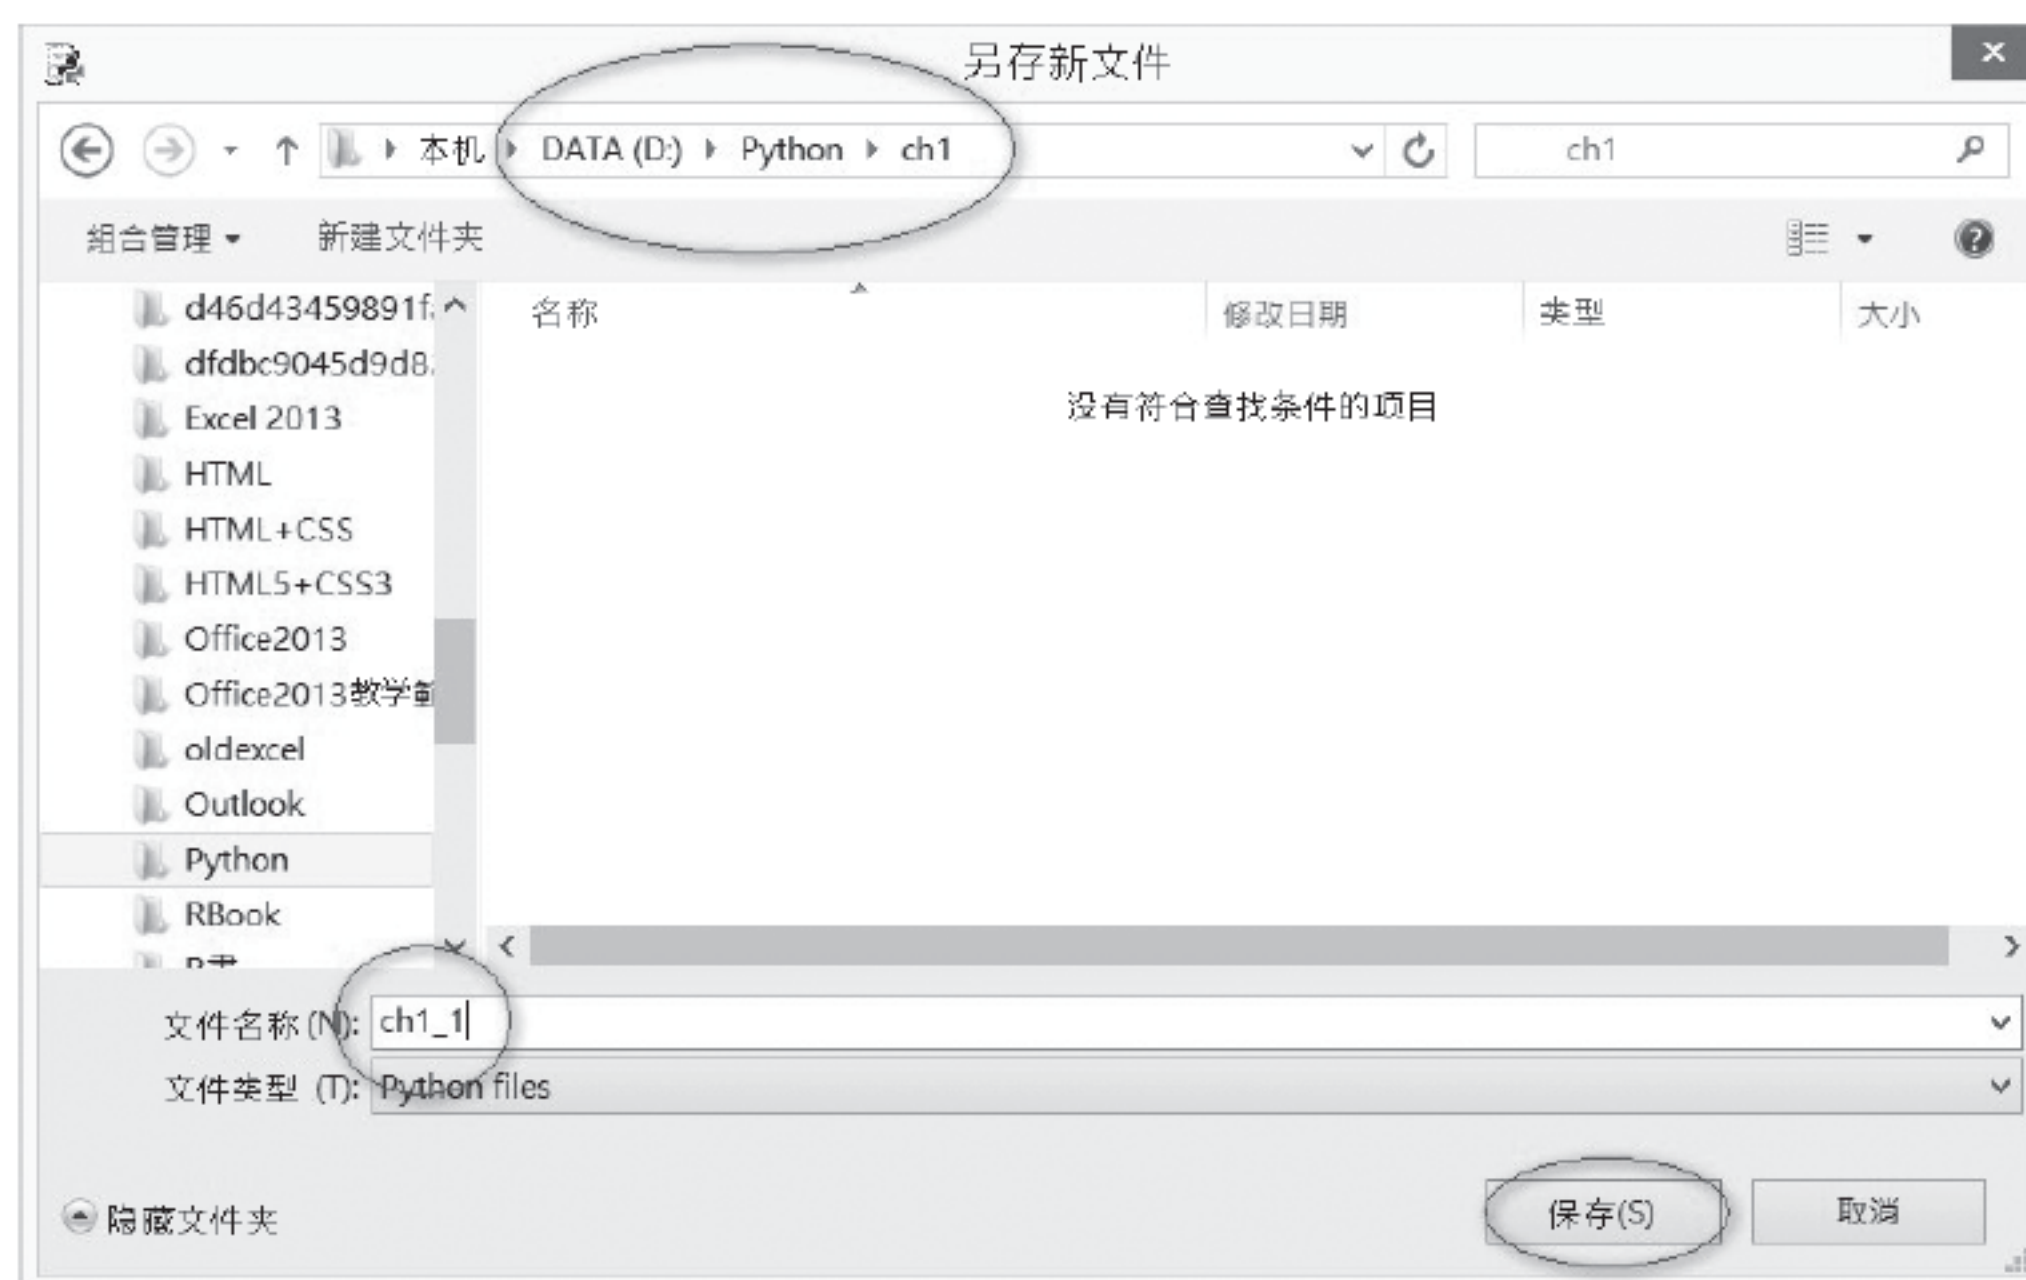 另存新文件
本机 DATA (D:) Python ch1
ch1
組合管理 新建文件夹
名称 修改日期 类型 大小
d46d43459891f
dfdbc9045d9d8
Excel 2013
HTML
HTML+CSS
HTML5+CSS3
Office2013
Office2013教学
oldexcel
Outlook
Python
RBook
没有符合查找条件的项目
文件名称(N): ch1_1
文件类型 (T): Python files
隐藏文件夹
保存(S) 取消